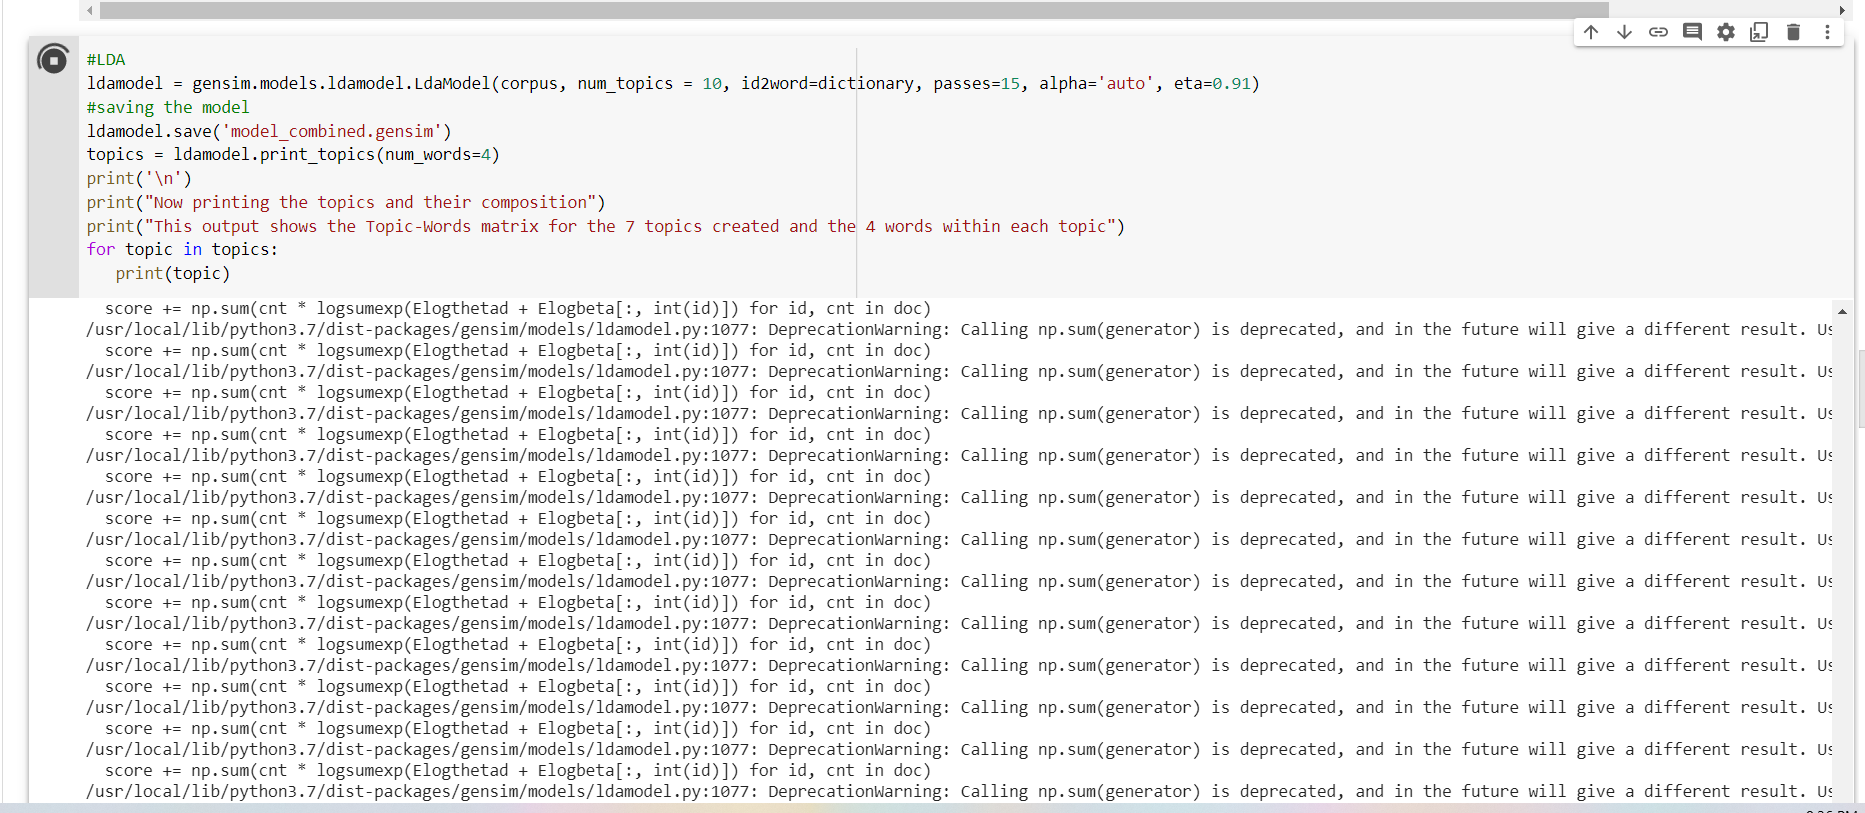 #LDA
ldamodel = gensim.models.ldamodel.LdaModel(corpus, num_topics = 10, id2word=dictionary, passes=15, alpha='auto', eta=0.91)
#saving the model
ldamodel.save('model_combined.gensim')
topics = ldamodel.print_topics(num_words=4)
print('\n')
print("Now printing the topics and their composition")
print("This output shows the Topic-Words matrix for the 7 topics created and the 4 words within each topic")
for topic in topics:
   print(topic)
  score += np.sum(cnt * logsumexp(Elogthetad + Elogbeta[:, int(id)]) for id, cnt in doc)
/usr/local/lib/python3.7/dist-packages/gensim/models/ldamodel.py:1077: DeprecationWarning: Calling np.sum(generator) is deprecated, and in the future will give a different result. Us
  score += np.sum(cnt * logsumexp(Elogthetad + Elogbeta[:, int(id)]) for id, cnt in doc)
/usr/local/lib/python3.7/dist-packages/gensim/models/ldamodel.py:1077: DeprecationWarning: Calling np.sum(generator) is deprecated, and in the future will give a different result. Us
  score += np.sum(cnt * logsumexp(Elogthetad + Elogbeta[:, int(id)]) for id, cnt in doc)
/usr/local/lib/python3.7/dist-packages/gensim/models/ldamodel.py:1077: DeprecationWarning: Calling np.sum(generator) is deprecated, and in the future will give a different result. Us
  score += np.sum(cnt * logsumexp(Elogthetad + Elogbeta[:, int(id)]) for id, cnt in doc)
/usr/local/lib/python3.7/dist-packages/gensim/models/ldamodel.py:1077: DeprecationWarning: Calling np.sum(generator) is deprecated, and in the future will give a different result. Us
  score += np.sum(cnt * logsumexp(Elogthetad + Elogbeta[:, int(id)]) for id, cnt in doc)
/usr/local/lib/python3.7/dist-packages/gensim/models/ldamodel.py:1077: DeprecationWarning: Calling np.sum(generator) is deprecated, and in the future will give a different result. Us
  score += np.sum(cnt * logsumexp(Elogthetad + Elogbeta[:, int(id)]) for id, cnt in doc)
/usr/local/lib/python3.7/dist-packages/gensim/models/ldamodel.py:1077: DeprecationWarning: Calling np.sum(generator) is deprecated, and in the future will give a different result. Us
  score += np.sum(cnt * logsumexp(Elogthetad + Elogbeta[:, int(id)]) for id, cnt in doc)
/usr/local/lib/python3.7/dist-packages/gensim/models/ldamodel.py:1077: DeprecationWarning: Calling np.sum(generator) is deprecated, and in the future will give a different result. Us
  score += np.sum(cnt * logsumexp(Elogthetad + Elogbeta[:, int(id)]) for id, cnt in doc)
/usr/local/lib/python3.7/dist-packages/gensim/models/ldamodel.py:1077: DeprecationWarning: Calling np.sum(generator) is deprecated, and in the future will give a different result. Us
  score += np.sum(cnt * logsumexp(Elogthetad + Elogbeta[:, int(id)]) for id, cnt in doc)
/usr/local/lib/python3.7/dist-packages/gensim/models/ldamodel.py:1077: DeprecationWarning: Calling np.sum(generator) is deprecated, and in the future will give a different result. Us
  score += np.sum(cnt * logsumexp(Elogthetad + Elogbeta[:, int(id)]) for id, cnt in doc)
/usr/local/lib/python3.7/dist-packages/gensim/models/ldamodel.py:1077: DeprecationWarning: Calling np.sum(generator) is deprecated, and in the future will give a different result. Us
  score += np.sum(cnt * logsumexp(Elogthetad + Elogbeta[:, int(id)]) for id, cnt in doc)
/usr/local/lib/python3.7/dist-packages/gensim/models/ldamodel.py:1077: DeprecationWarning: Calling np.sum(generator) is deprecated, and in the future will give a different result. Us
  score += np.sum(cnt * logsumexp(Elogthetad + Elogbeta[:, int(id)]) for id, cnt in doc)
/usr/local/lib/python3.7/dist-packages/gensim/models/ldamodel.py:1077: DeprecationWarning: Calling np.sum(generator) is deprecated, and in the future will give a different result. Us